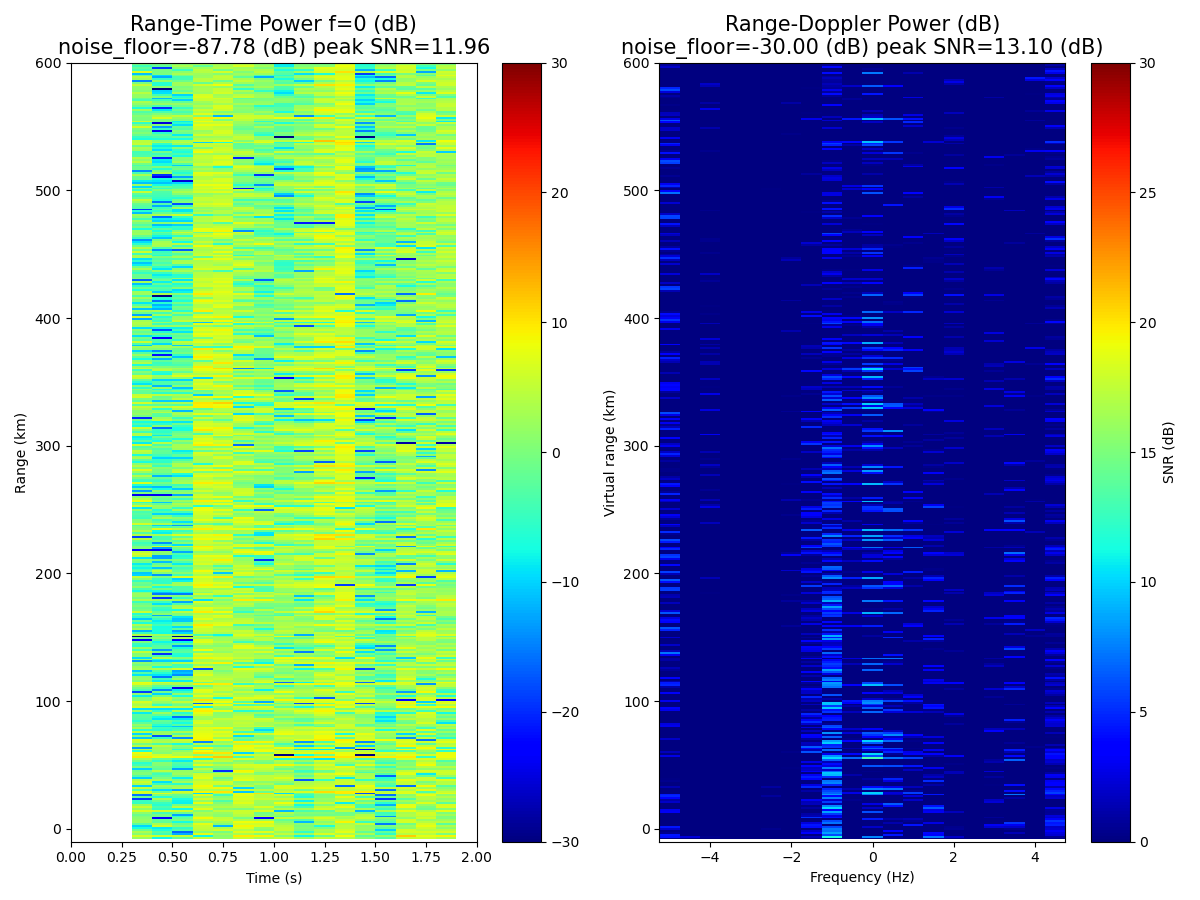 Range-Time Power f=0 (dB)
noise_floor=-87.78 (dB) peak SNR=11.96
600
500
400
300
200
100
0
Range (km)
0.00 0.25 0.50 0.75 1.00 1.25 1.50 1.75 2.00
Time (s)
30
20
10
0
−10
−20
−30
Range-Doppler Power (dB)
noise_floor=-30.00 (dB) peak SNR=13.10 (dB)
600
500
400
300
200
100
0
Virtual range (km)
−4 −2 0 2 4
Frequency (Hz)
30
25
20
15
10
5
0
SNR (dB)